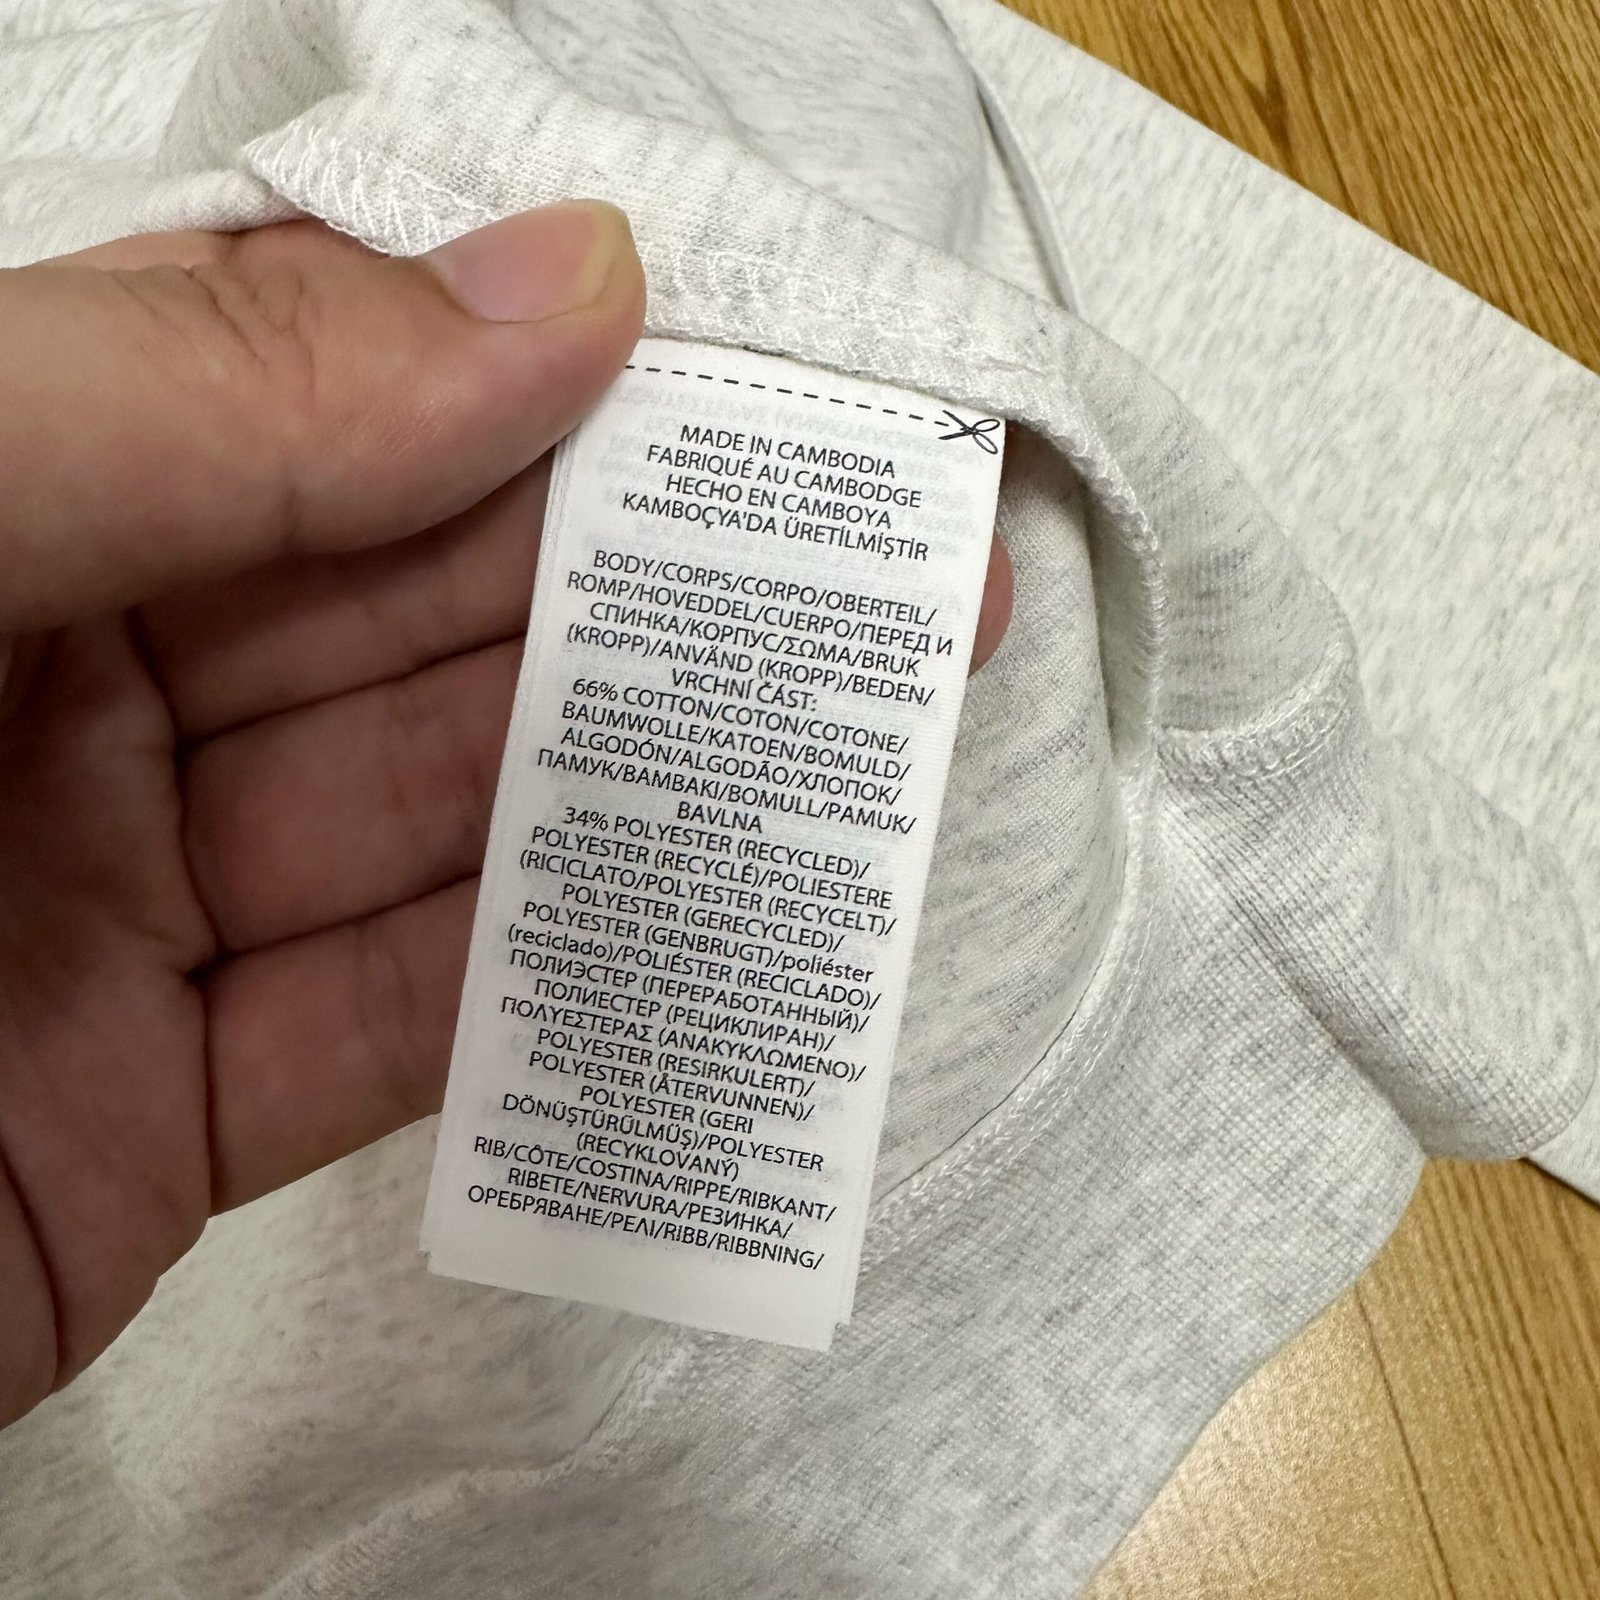 MADE IN CAMBODIA
FABRIQUÉ AU CAMBODGE
HECHO EN CAMBOYA
KAMBOÇYA'DA ÜRETİLMİŞTİR
BODY/CORPS/CORPO/OBERTEIL/
ROMP/HOVEDDEL/CUERPO/ПЕРЕД И
СПИНКА/КОРПУС/ΣΩΜΑ/BRUK
(KROPP)/ANVÄND (KROPP)/BEDEN/
VRCHNÍ ČÁST:
66% COTTON/COTON/COTONE/
BAUMWOLLE/KATOEN/BOMULD/
ALGODÓN/ALGODÃO/ХЛОПОК/
ПАМУК/ΒΑΜΒΑΚΙ/BOMULL/PAMUK/
BAVLNA
34% POLYESTER (RECYCLED)/
POLYESTER (RECYCLÉ)/POLIESTERE
(RICICLATO/POLYESTER (RECYCELT)/
POLYESTER (GERECYCLED)/
POLYESTER (GENBRUGT)/poliéster
(reciclado)/POLIÉSTER (RECICLADO)/
ПОЛИЭСТЕР (ПЕРЕРАБОТАННЫЙ)/
ПОЛИЕСТЕР (РЕЦИКЛИРАН)/
ΠΟΛΥΕΣΤΕΡΑΣ (ΑΝΑΚΥΚΛΩΜΕΝΟ)/
POLYESTER (RESIRKULERT)/
POLYESTER (ÅTERVUNNEN)/
POLYESTER (GERI
DÖNÜŞTÜRÜLMÜŞ)/POLYESTER
(RECYKLOVANÝ)
RIB/CÔTE/COSTINA/RIPPE/RIBKANT/
RIBETE/NERVURA/РЕЗИНКА/
ОРЕБРЯВАНЕ/ΡΕΛΙ/RIBB/RIBBNING/